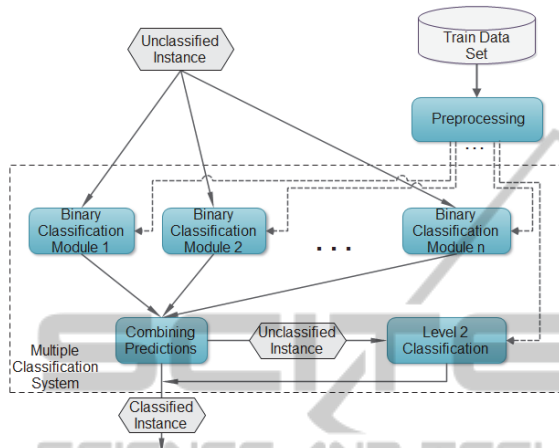 Unclassified
Instance
Train Data
Set
Preprocessing
...
Binary
Classification
Module 1
Binary
Classification
Module 2
...
Binary
Classification
Module n
Combining
Predictions
Unclassified
Instance
Level 2
Classification
Multiple
Classification
System
Classified
Instance